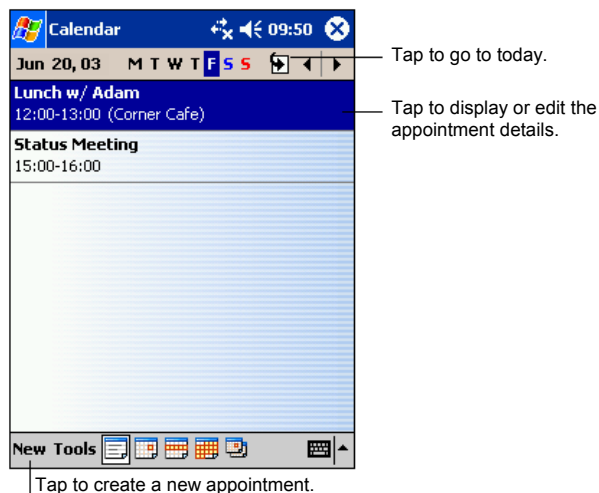 Calendar 09:50
Jun 20, 03 M T W T F S S
Tap to go to today.
Lunch w/ Adam
12:00-13:00 (Corner Cafe)
Tap to display or edit the
appointment details.
Status Meeting
15:00-16:00
New Tools
Tap to create a new appointment.